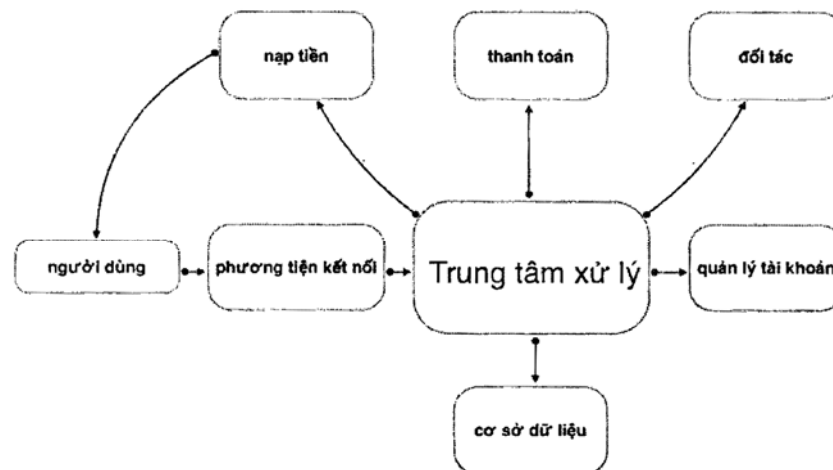 nạp tiền
thanh toán
đối tác
người dùng
phương tiện kết nối
Trung tâm xử lý
quản lý tài khoản
cơ sở dữ liệu